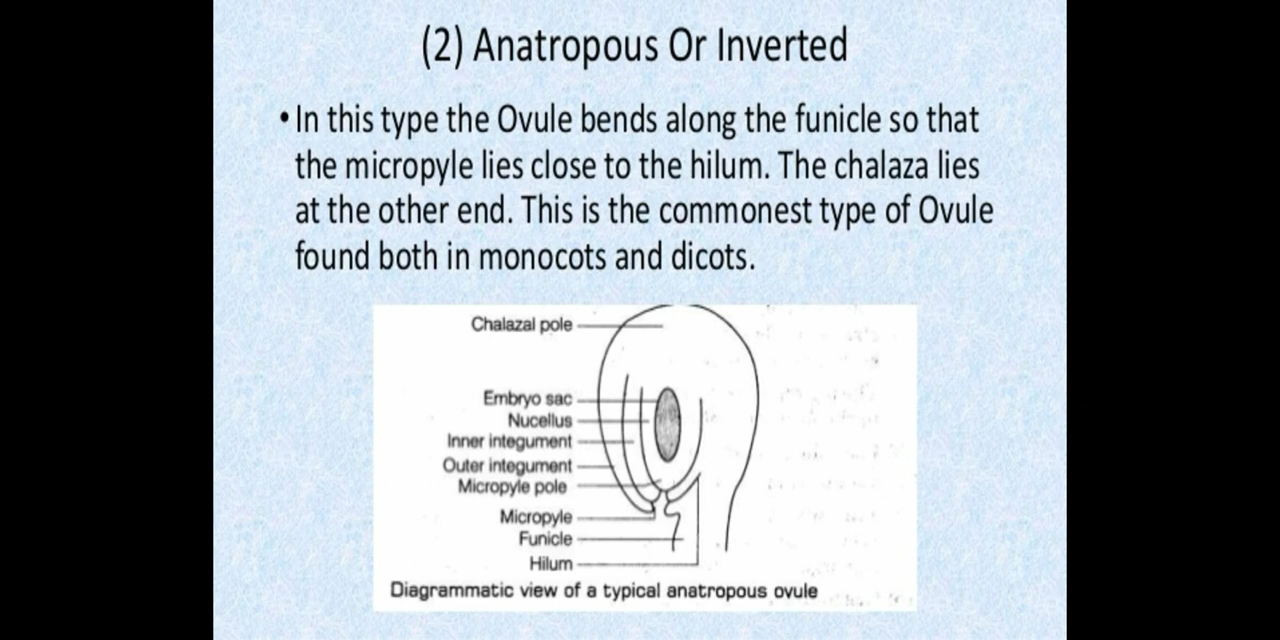 (2) Anatropous Or Inverted
• In this type the Ovule bends along the funicle so that
the micropyle lies close to the hilum. The chalaza lies
at the other end. This is the commonest type of Ovule
found both in monocots and dicots.
Chalazal pole
Embryo sac
Nucellus
Inner integument
Outer integument
Micropyle pole
Micropyle
Funicle
Hilum
Diagrammatic view of a typical anatropous ovule